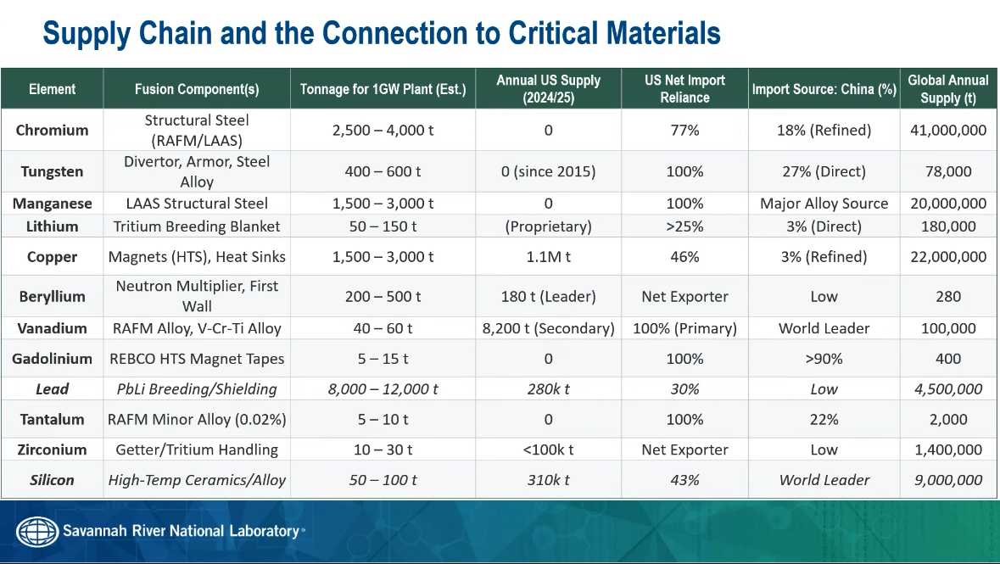 Supply Chain and the Connection to Critical Materials
Element Fusion Component(s) Tonnage for 1GW Plant (Est.) Annual US Supply (2024/25) US Net Import Reliance Import Source: China (%) Global Annual Supply (t)
Chromium Structural Steel (RAFM/LAAS) 2,500 – 4,000 t 0 77% 18% (Refined) 41,000,000
Tungsten Divertor, Armor, Steel Alloy 400 – 600 t 0 (since 2015) 100% 27% (Direct) 78,000
Manganese LAAS Structural Steel 1,500 – 3,000 t 0 100% Major Alloy Source 20,000,000
Lithium Tritium Breeding Blanket 50 – 150 t (Proprietary) >25% 3% (Direct) 180,000
Copper Magnets (HTS), Heat Sinks 1,500 – 3,000 t 1.1M t 46% 3% (Refined) 22,000,000
Beryllium Neutron Multiplier, First Wall 200 – 500 t 180 t (Leader) Net Exporter Low 280
Vanadium RAFM Alloy, V-Cr-Ti Alloy 40 – 60 t 8,200 t (Secondary) 100% (Primary) World Leader 100,000
Gadolinium REBCO HTS Magnet Tapes 5 – 15 t 0 100% >90% 400
Lead PbLi Breeding/Shielding 8,000 – 12,000 t 280k t 30% Low 4,500,000
Tantalum RAFM Minor Alloy (0.02%) 5 – 10 t 0 100% 22% 2,000
Zirconium Getter/Tritium Handling 10 – 30 t <100k t Net Exporter Low 1,400,000
Silicon High-Temp Ceramics/Alloy 50 – 100 t 310k t 43% World Leader 9,000,000
Savannah River National Laboratory